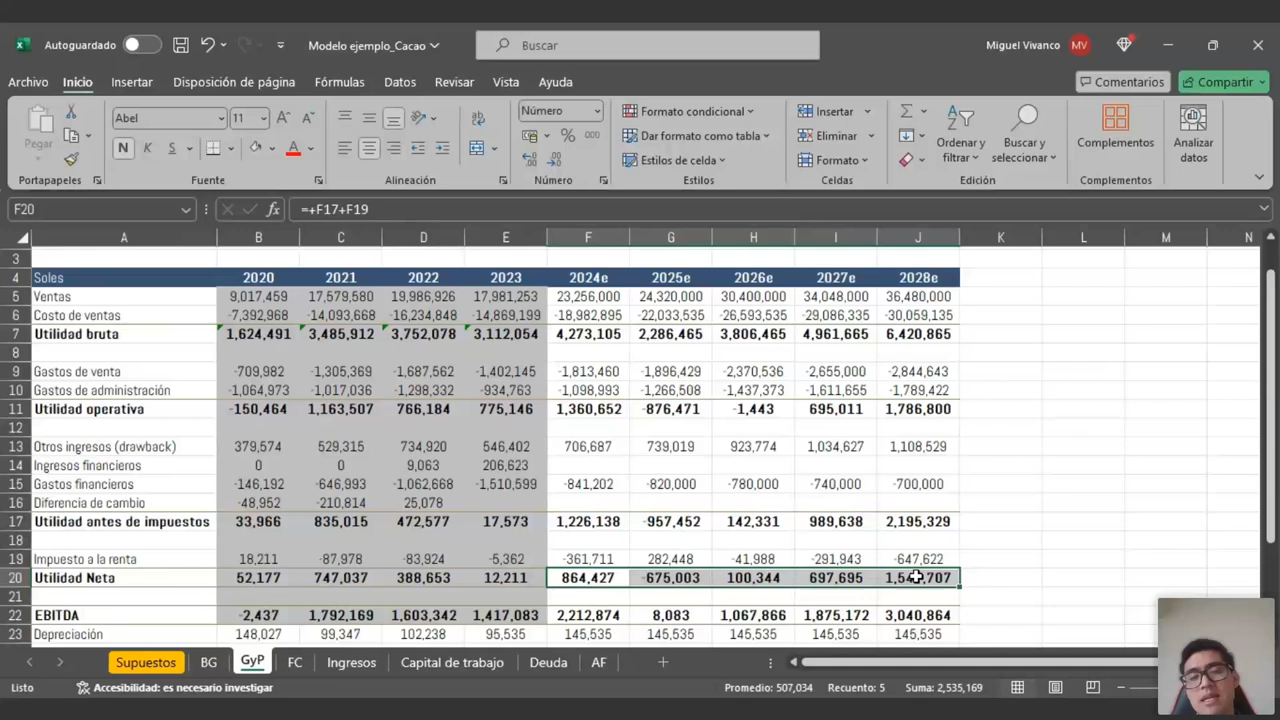 Autoguardado Modelo ejemplo_Cacao Buscar Miguel Vivanco MV
Archivo Inicio Insertar Disposición de página Fórmulas Datos Revisar Vista Ayuda Comentarios Compartir
Pegar Abel 11 Número Formato condicional Insertar
N K S Dar formato como tabla Eliminar Ordenar y filtrar Buscar y seleccionar Complementos Analizar datos
Estilos de celda Formato
Portapapeles Fuente Alineación Número Estilos Celdas Edición Complementos
F20 fx =+F17+F19
A B C D E F G H I J K L M N
3
4 Soles 2020 2021 2022 2023 2024e 2025e 2026e 2027e 2028e
5 Ventas 9,017,459 17,579,580 19,986,926 17,981,253 23,256,000 24,320,000 30,400,000 34,048,000 36,480,000
6 Costo de ventas -7,392,968 -14,093,668 -16,234,848 -14,869,199 -18,982,895 -22,033,535 -26,593,535 -29,086,335 -30,059,135
7 Utilidad bruta 1,624,491 3,485,912 3,752,078 3,112,054 4,273,105 2,286,465 3,806,465 4,961,665 6,420,865
8
9 Gastos de venta -709,982 -1,305,369 -1,687,562 -1,402,145 -1,813,460 -1,896,429 -2,370,536 -2,655,000 -2,844,643
10 Gastos de administración -1,064,973 -1,017,036 -1,298,332 -934,763 -1,098,993 -1,266,508 -1,437,373 -1,611,655 -1,789,422
11 Utilidad operativa -150,464 1,163,507 766,184 775,146 1,360,652 -876,471 -1,443 695,011 1,786,800
12
13 Otros ingresos (drawback) 379,574 529,315 734,920 546,402 706,687 739,019 923,774 1,034,627 1,108,529
14 Ingresos financieros 0 0 9,063 206,623
15 Gastos financieros -146,192 -646,993 -1,062,668 -1,510,599 -841,202 -820,000 -780,000 -740,000 -700,000
16 Diferencia de cambio -48,952 -210,814 25,078
17 Utilidad antes de impuestos 33,966 835,015 472,577 17,573 1,226,138 -957,452 142,331 989,638 2,195,329
18
19 Impuesto a la renta 18,211 -87,978 -83,924 -5,362 -361,711 282,448 -41,988 -291,943 -647,622
20 Utilidad Neta 52,177 747,037 388,653 12,211 864,427 -675,003 100,344 697,695
21
22 EBITDA -2,437 1,792,169 1,603,342 1,417,083 2,212,874 8,083 1,067,866 1,875,172 3,040,864
23 Depreciación 148,027 99,347 102,238 95,535 145,535 145,535 145,535 145,535 145,535
Supuestos BG GyP FC Ingresos Capital de trabajo Deuda AF
Listo Accesibilidad: es necesario investigar Promedio: 507,034 Recuento: 5 Suma: 2,535,169